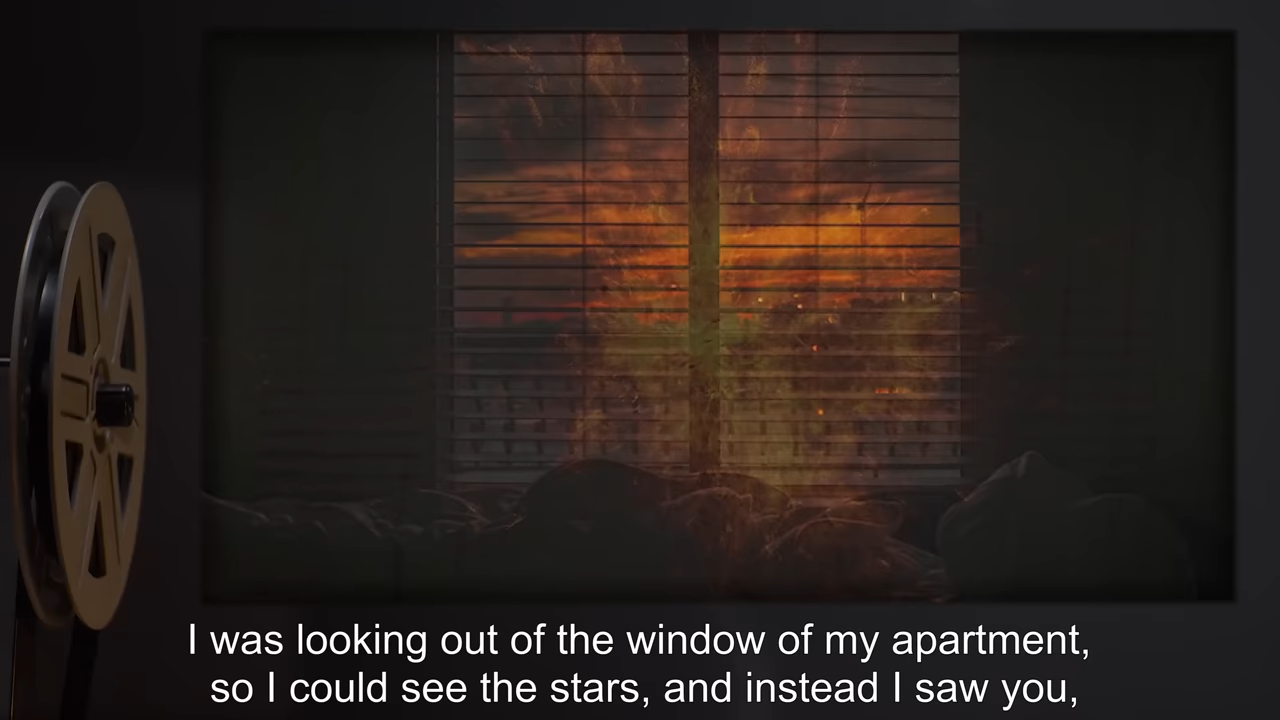 I was looking out of the window of my apartment,
so I could see the stars, and instead I saw you,